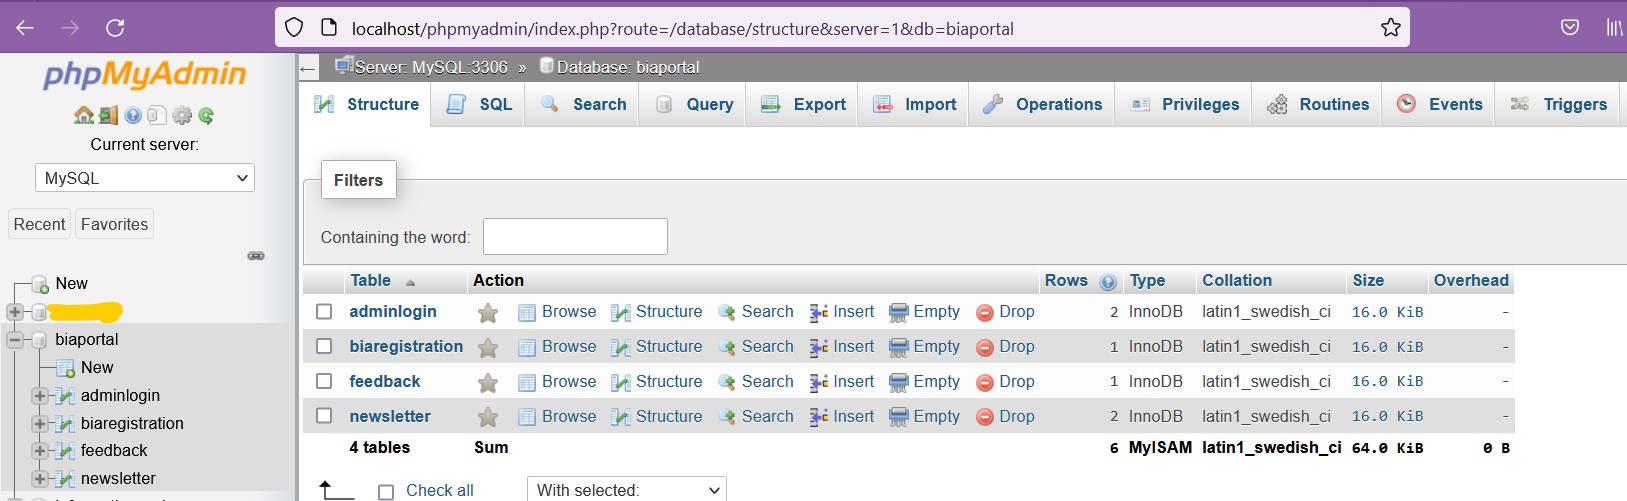 localhost/phpmyadmin/index.php?route=/database/structure&server=1&db=biaportal
phpMyAdmin
Current server:
MySQL
Recent Favorites
New
biaportal
New
adminlogin
biaregistration
feedback
newsletter
Server: MySQL:3306 » Database: biaportal
Structure SQL Search Query Export Import Operations Privileges Routines Events Triggers
Filters
Containing the word:
Table Action Rows Type Collation Size Overhead
adminlogin Browse Structure Search Insert Empty Drop 2 InnoDB latin1_swedish_ci 16.0 KiB -
biaregistration Browse Structure Search Insert Empty Drop 1 InnoDB latin1_swedish_ci 16.0 KiB -
feedback Browse Structure Search Insert Empty Drop 1 InnoDB latin1_swedish_ci 16.0 KiB -
newsletter Browse Structure Search Insert Empty Drop 2 InnoDB latin1_swedish_ci 16.0 KiB -
4 tables Sum 6 MyISAM latin1_swedish_ci 64.0 KiB 0 B
Check all With selected: